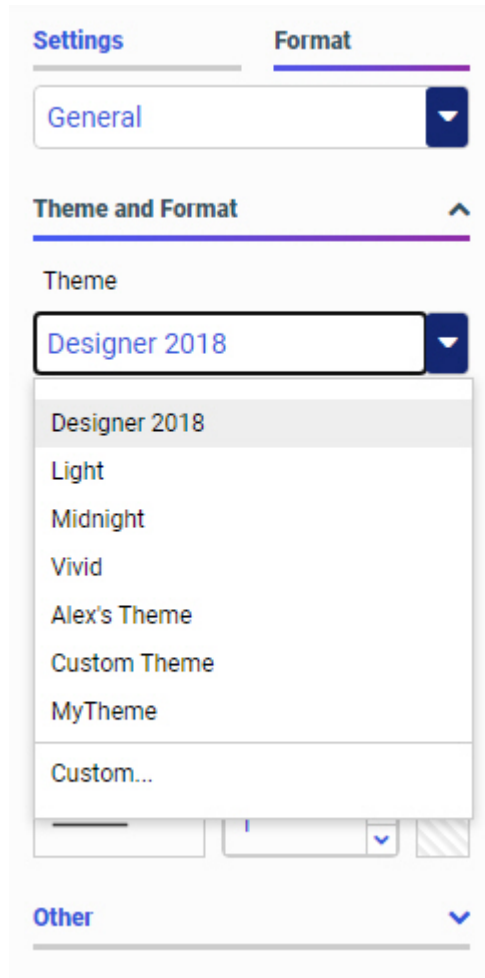 Settings Format
General
Theme and Format
Theme
Designer 2018
Designer 2018
Light
Midnight
Vivid
Alex's Theme
Custom Theme
MyTheme
Custom...
Other